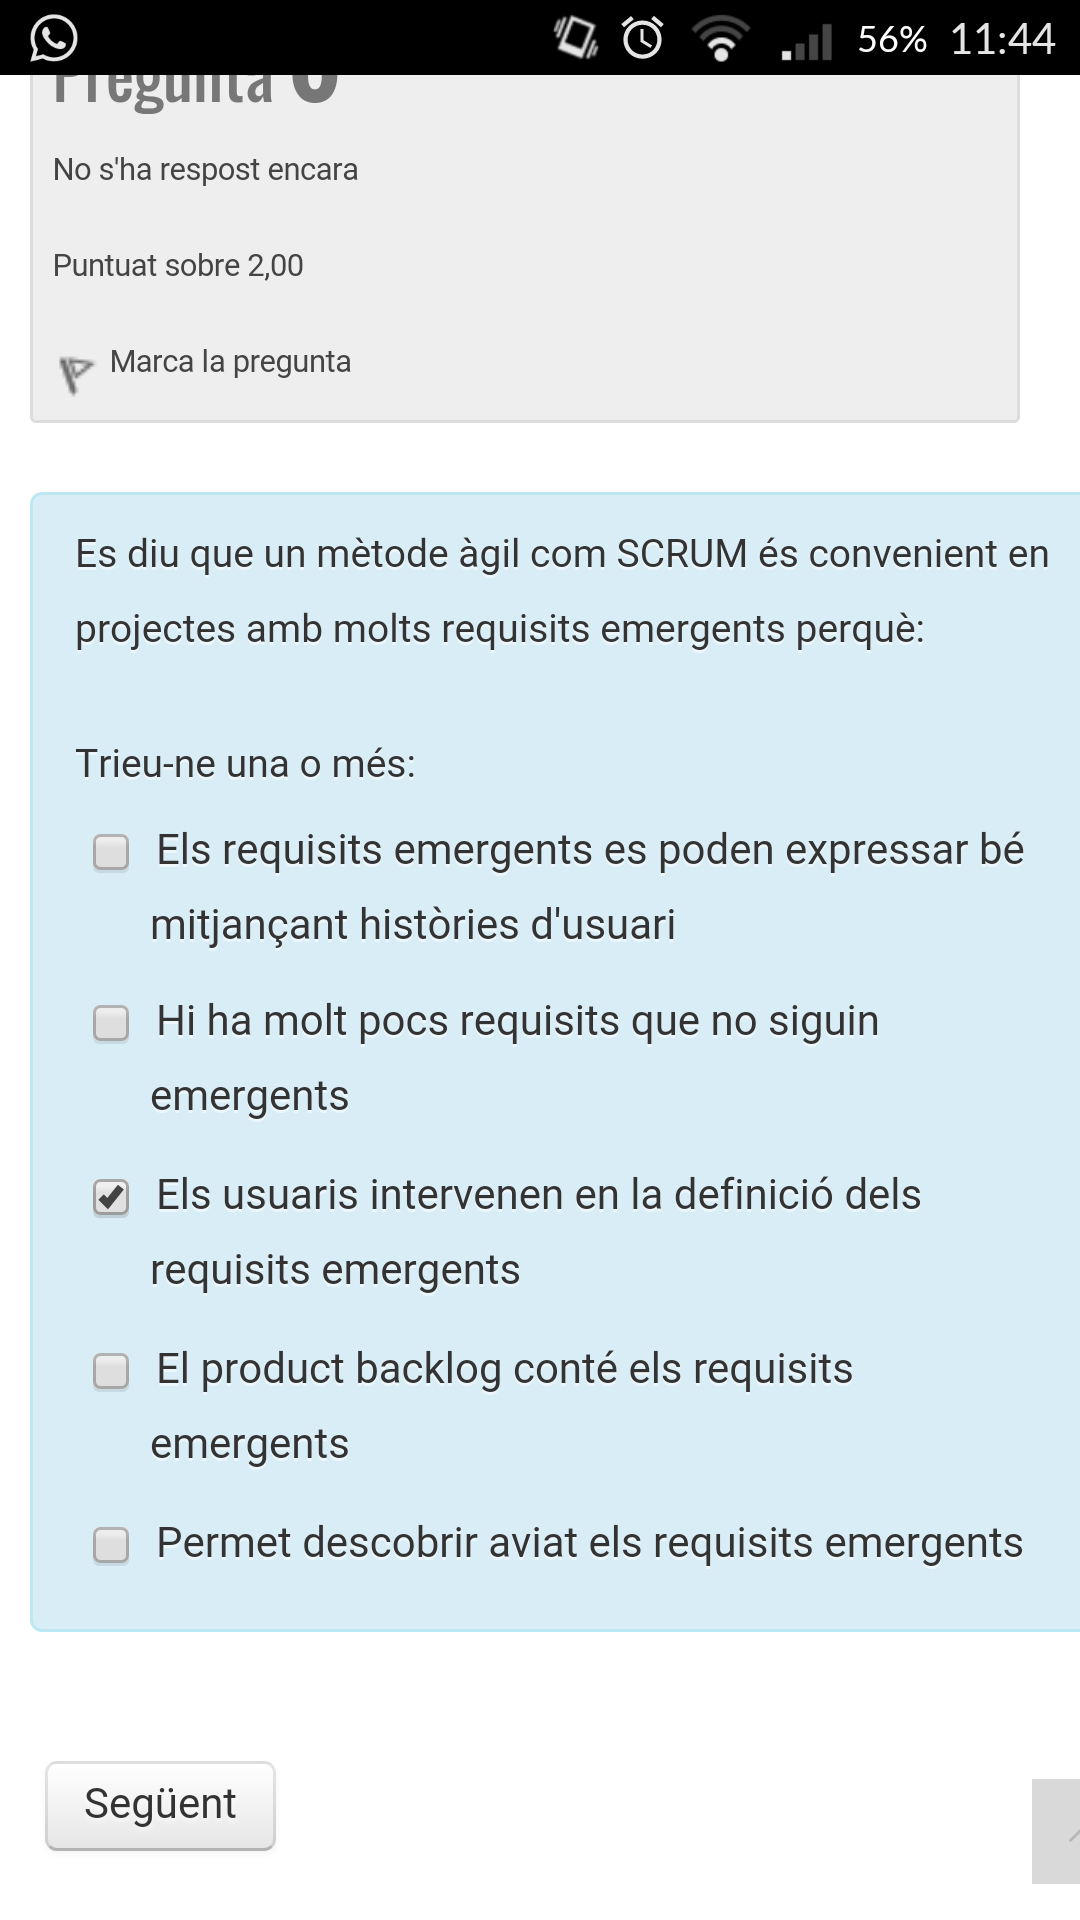 56% 11:44
Pregunta
No s'ha respost encara
Puntuat sobre 2,00
Marca la pregunta
Es diu que un mètode àgil com SCRUM és convenient en
projectes amb molts requisits emergents perquè:
Trieu-ne una o més:
Els requisits emergents es poden expressar bé
mitjançant històries d'usuari
Hi ha molt pocs requisits que no siguin
emergents
Els usuaris intervenen en la definició dels
requisits emergents
El product backlog conté els requisits
emergents
Permet descobrir aviat els requisits emergents
Següent